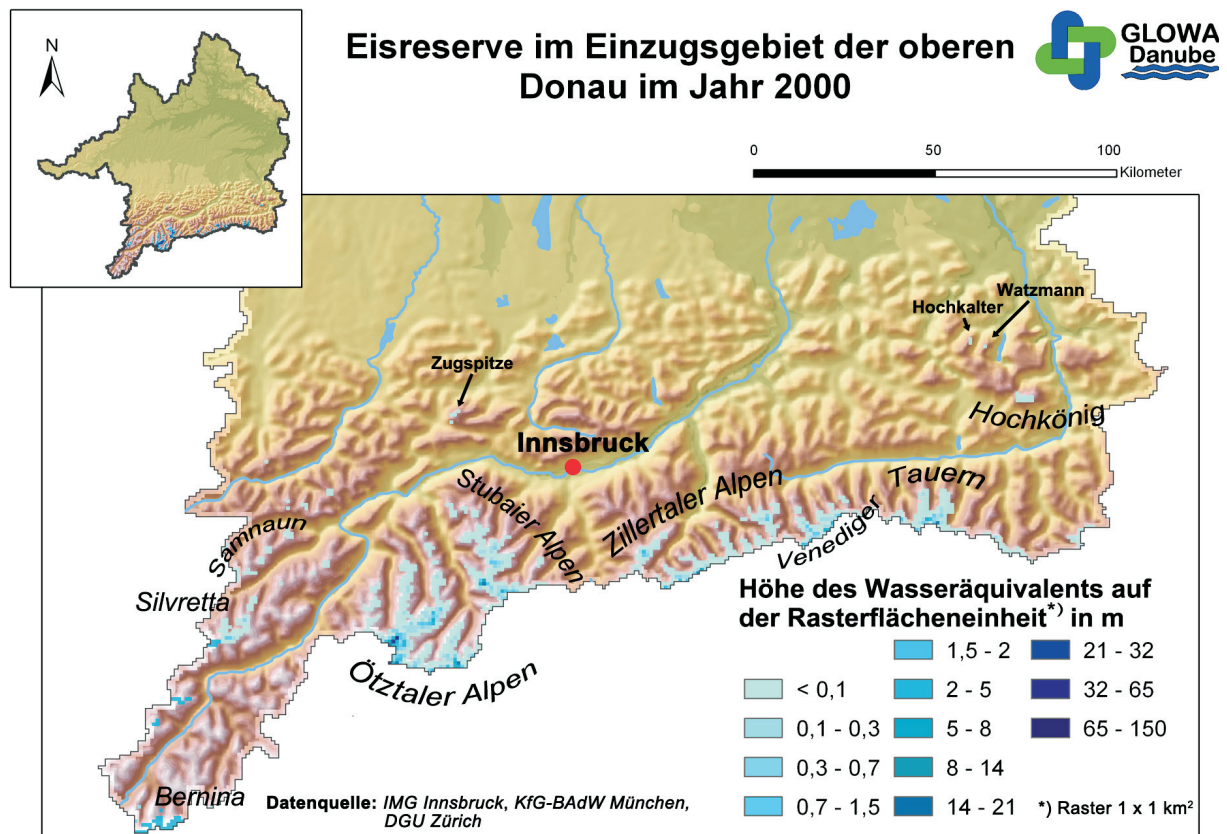 N
Eisreserve im Einzugsgebiet der oberen
Donau im Jahr 2000
GLOWA
Danube
0 50 100
Kilometer
Watzmann
Hochkalter
Zugspitze
Hochkönig
Innsbruck
Stubaier Alpen
Zillertaler Alpen
Venediger
Tauern
Samnaun
Silvretta
Ötztaler Alpen
Bernina
Höhe des Wasseräquivalents auf
der Rasterflächeneinheit*) in m
< 0,1
0,1 - 0,3
0,3 - 0,7
0,7 - 1,5
1,5 - 2
2 - 5
5 - 8
8 - 14
14 - 21
21 - 32
32 - 65
65 - 150
*) Raster 1 x 1 km²
Datenquelle: IMG Innsbruck, KfG-BAdW München,
DGU Zürich